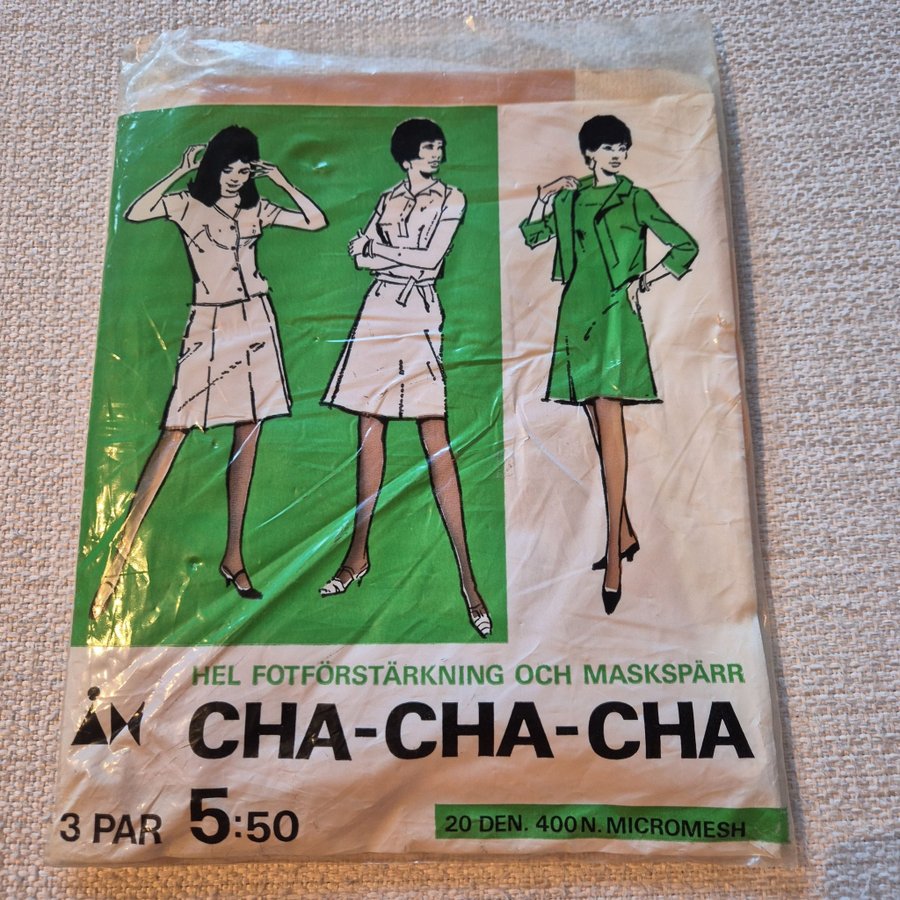 HEL FOTFÖRSTÄRKNING OCH MASKSPÄRR
CHA-CHA-CHA
3 PAR 5:50
20 DEN. 400 N. MICROMESH